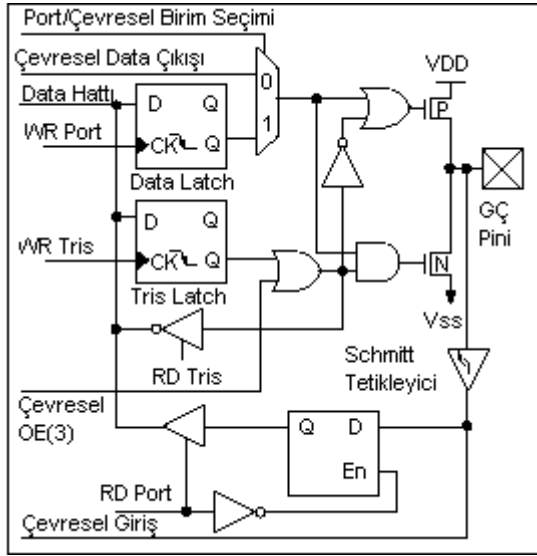 Port/Çevresel Birim Seçimi
Çevresel Data Çıkışı
VDD
Data Hattı
D Q
0
P
WR Port
CK Q
1
Data Latch
GÇ
Pini
D Q
WR Tris
CK Q
N
Tris Latch
Vss
RD Tris
Schmitt
Tetikleyici
Çevresel
OE(3)
Q D
En
RD Port
Çevresel Giriş